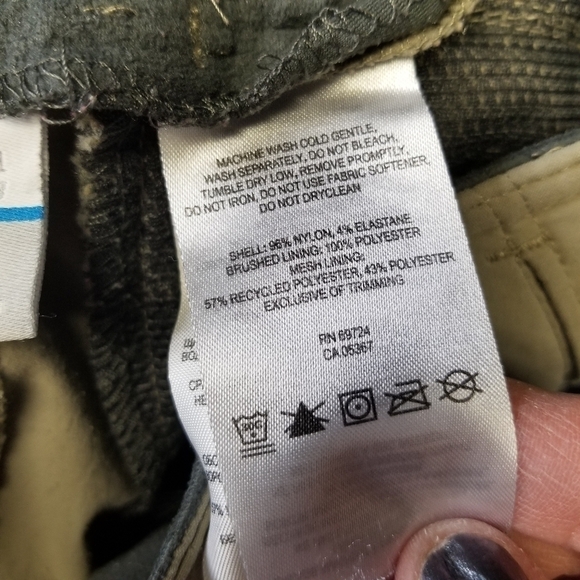 MACHINE WASH COLD GENTLE,
WASH SEPARATELY, DO NOT BLEACH,
TUMBLE DRY LOW, REMOVE PROMPTLY,
DO NOT IRON, DO NOT USE FABRIC SOFTENER,
DO NOT DRYCLEAN
SHELL: 96% NYLON, 4% ELASTANE
BRUSHED LINING: 100% POLYESTER
MESH LINING:
57% RECYCLED POLYESTER, 43% POLYESTER
EXCLUSIVE OF TRIMMING
RN 69724
CA 05367
30C